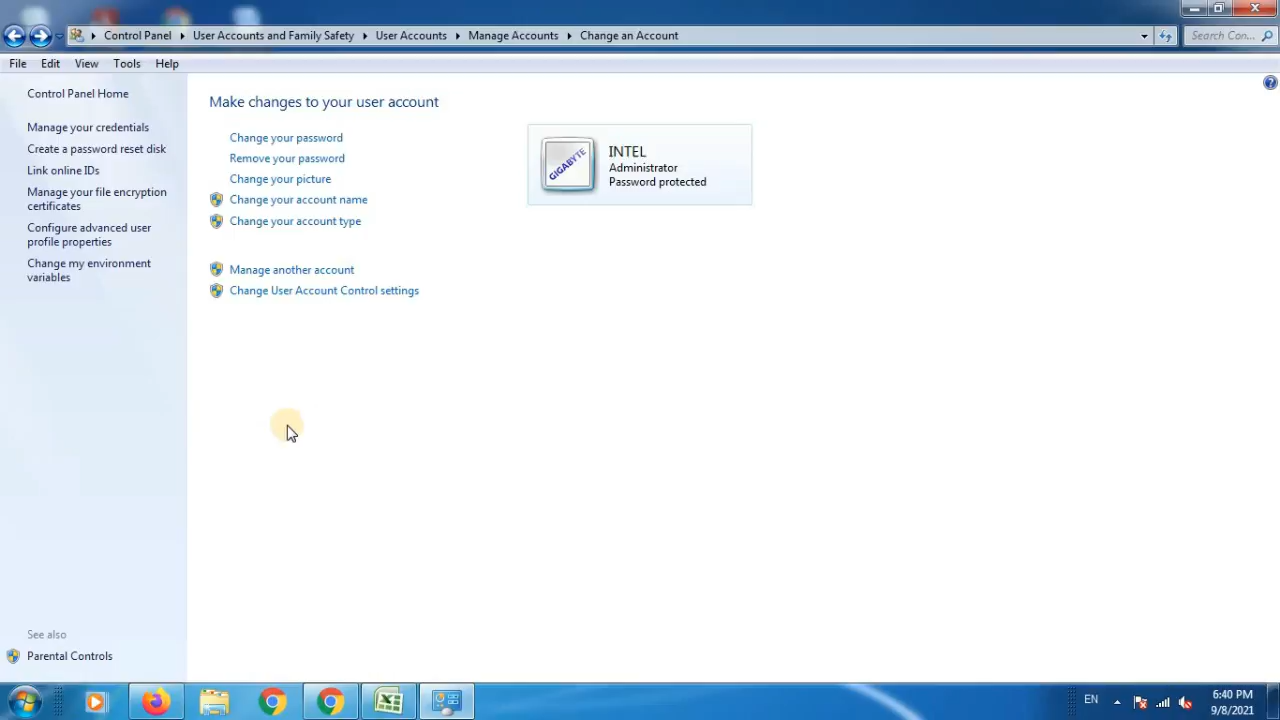 Control Panel
User Accounts and Family Safety
User Accounts
Manage Accounts
Change an Account
Search Con...
File
Edit
View
Tools
Help
Control Panel Home
Manage your credentials
Create a password reset disk
Link online IDs
Manage your file encryption
certificates
Configure advanced user
profile properties
Change my environment
variables
See also
Parental Controls
Make changes to your user account
Change your password
Remove your password
Change your picture
Change your account name
Change your account type
Manage another account
Change User Account Control settings
GIGABYTE
INTEL
Administrator
Password protected
EN
6:40 PM
9/8/2021